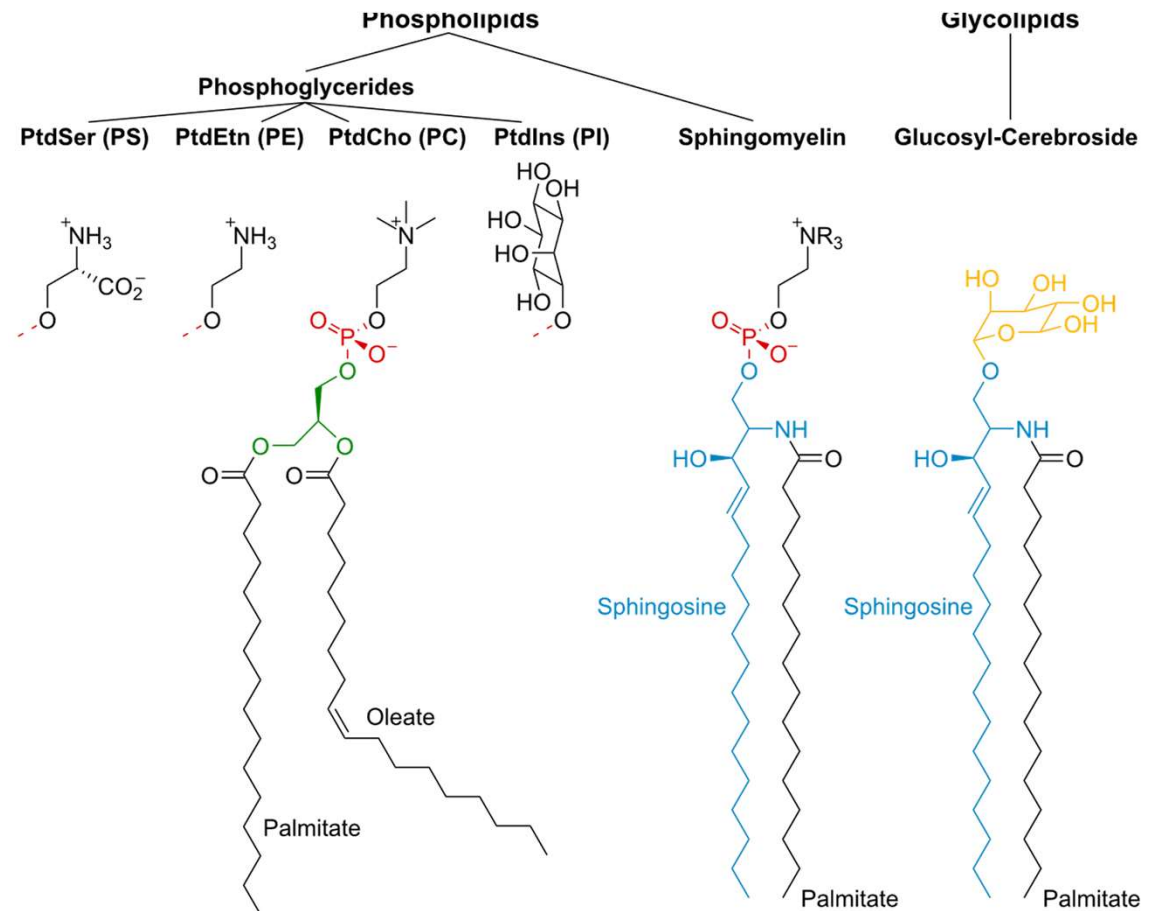 Phospholipids
Glycolipids
Phosphoglycerides
PtdSer (PS)
PtdEtn (PE)
PtdCho (PC)
PtdIns (PI)
Sphingomyelin
Glucosyl-Cerebroside
+
NH3
CO2−
O
+
NH3
O
+
N
O
O
P
O−
O
O
O
O
O
HO
OH
HO
HO
HO
HO
O
+
NR3
O
O
P
O−
O
NH
HO
O
HO
OH
OH
OH
O
O
NH
HO
O
Sphingosine
Sphingosine
Oleate
Palmitate
Palmitate
Palmitate